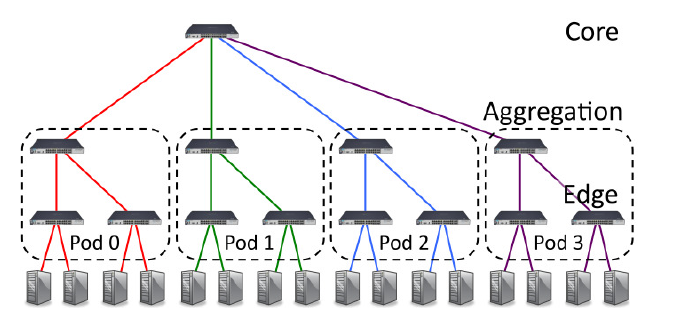 Core
Aggregation
Edge
Pod 0
Pod 1
Pod 2
Pod 3